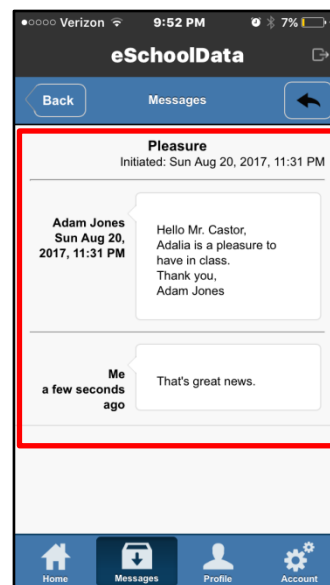 Verizon 9:52 PM 7%
eSchoolData
Back Messages
Pleasure
Initiated: Sun Aug 20, 2017, 11:31 PM
Adam Jones
Sun Aug 20,
2017, 11:31 PM
Hello Mr. Castor,
Adalia is a pleasure to
have in class.
Thank you,
Adam Jones
Me
a few seconds
ago
That's great news.
Home Messages Profile Account